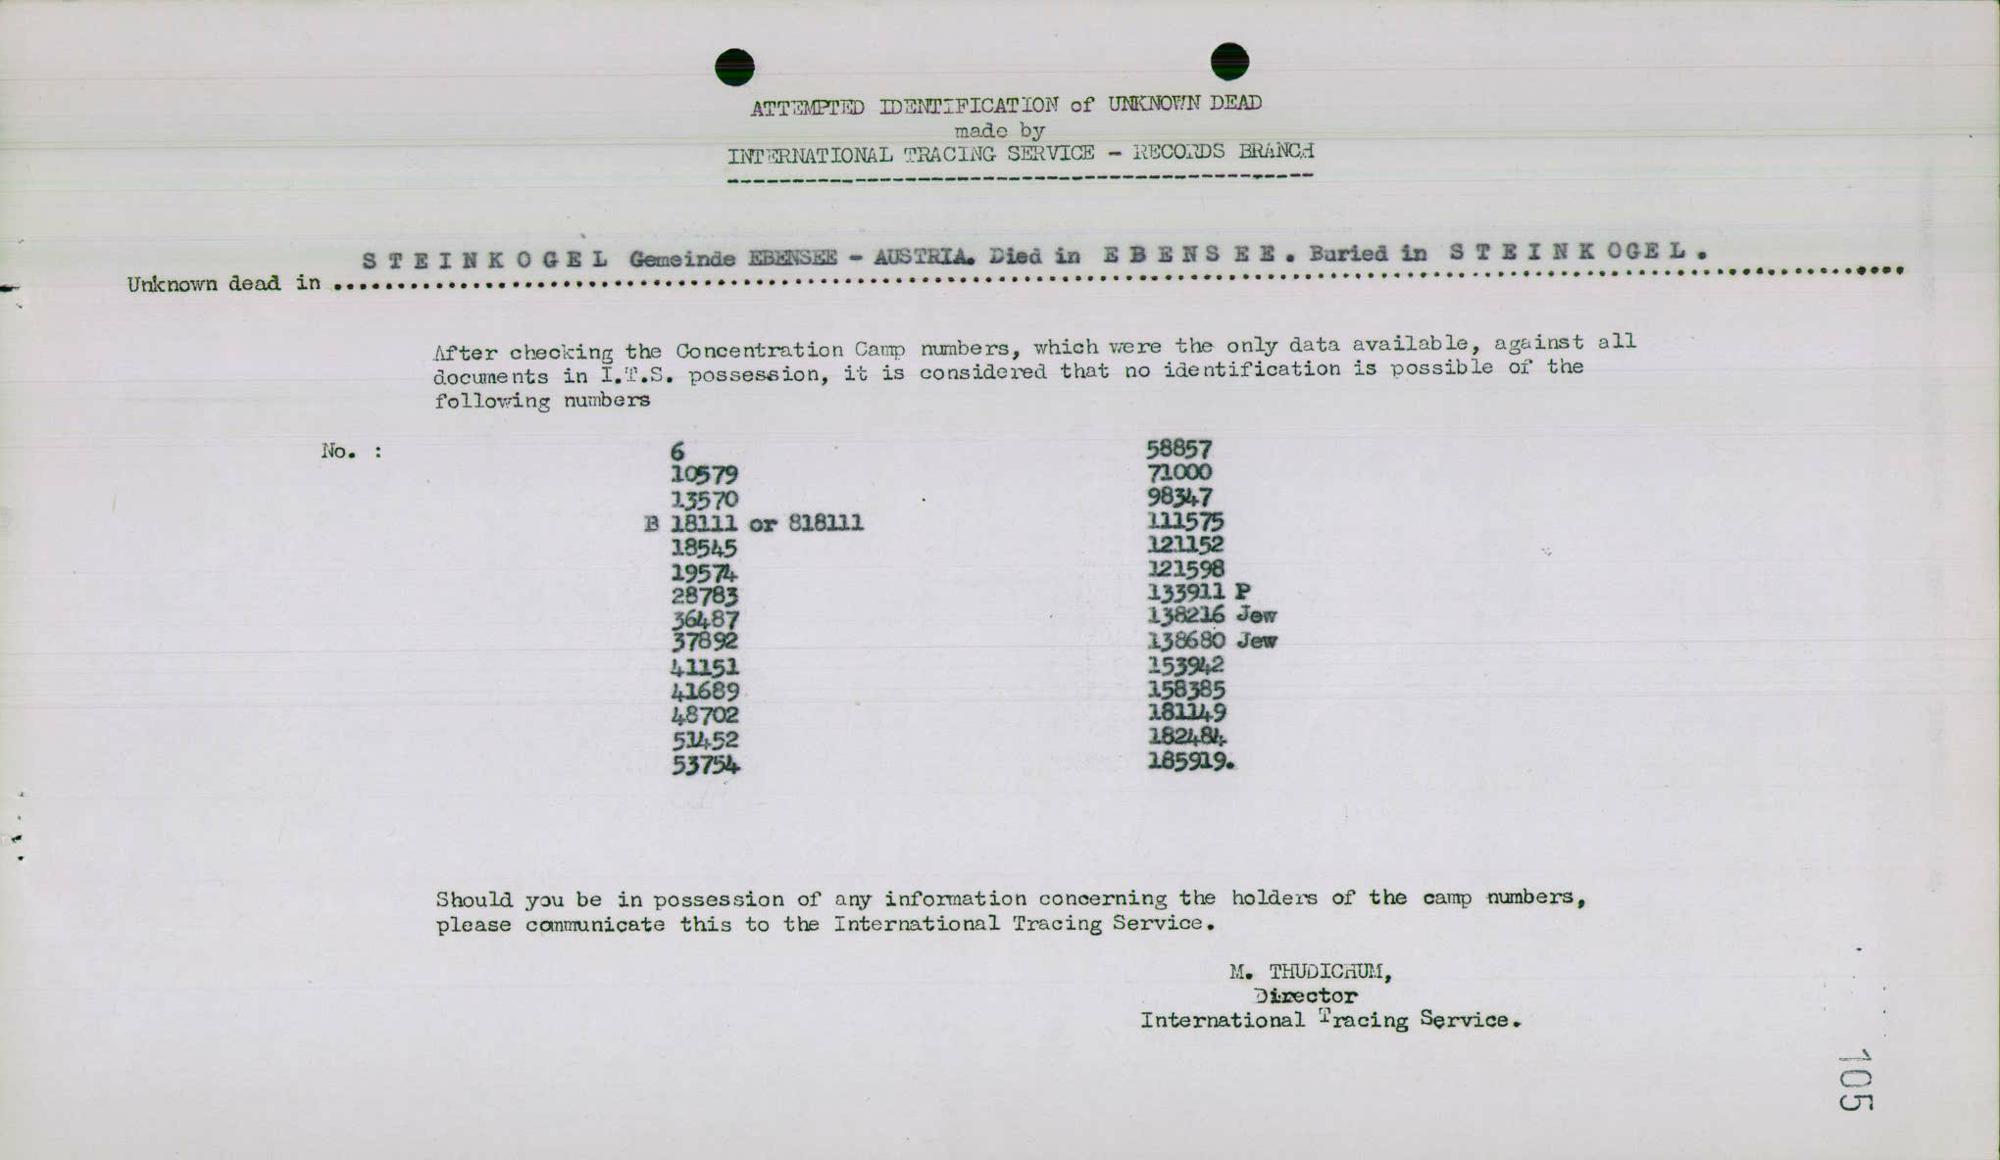 ATTEMPTED IDENTIFICATION of UNKNOWN DEAD
made by
INTERNATIONAL TRACING SERVICE - RECORDS BRANCH
STEINKOGEL Gemeinde EBENSEE - AUSTRIA. Died in EBENSEE. Buried in STEINKOGEL.
Unknown dead in
After checking the Concentration Camp numbers, which were the only data available, against all
documents in I.T.S. possession, it is considered that no identification is possible of the
following numbers
No. :
6
10579
13570
B 18111 or 818111
18545
19574
28783
36487
37892
41151
41689
48702
51452
53754
58857
71000
98347
111575
121152
121598
133911 P
138216 Jew
138680 Jew
153942
158385
181149
182484
185919.
Should you be in possession of any information concerning the holders of the camp numbers,
please communicate this to the International Tracing Service.
M. THUDICHUM,
Director
International Tracing Service.
105